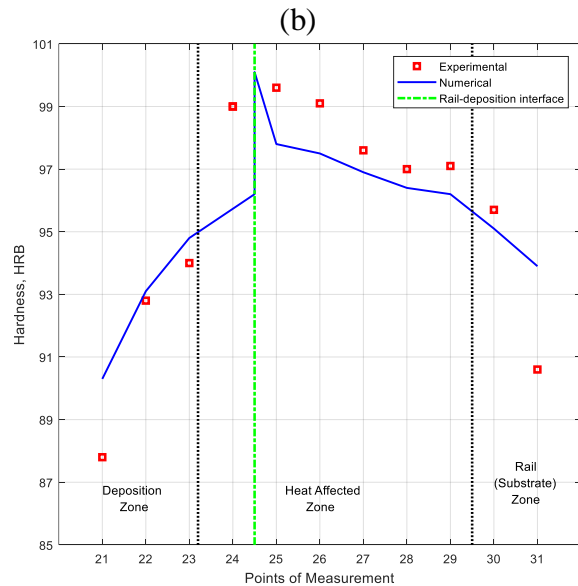 (b)
Experimental
Numerical
Rail-deposition interface
101
99
97
95
93
91
89
87
85
Hardness, HRB
Deposition
Zone
Heat Affected
Zone
Rail
(Substrate)
Zone
21 22 23 24 25 26 27 28 29 30 31
Points of Measurement